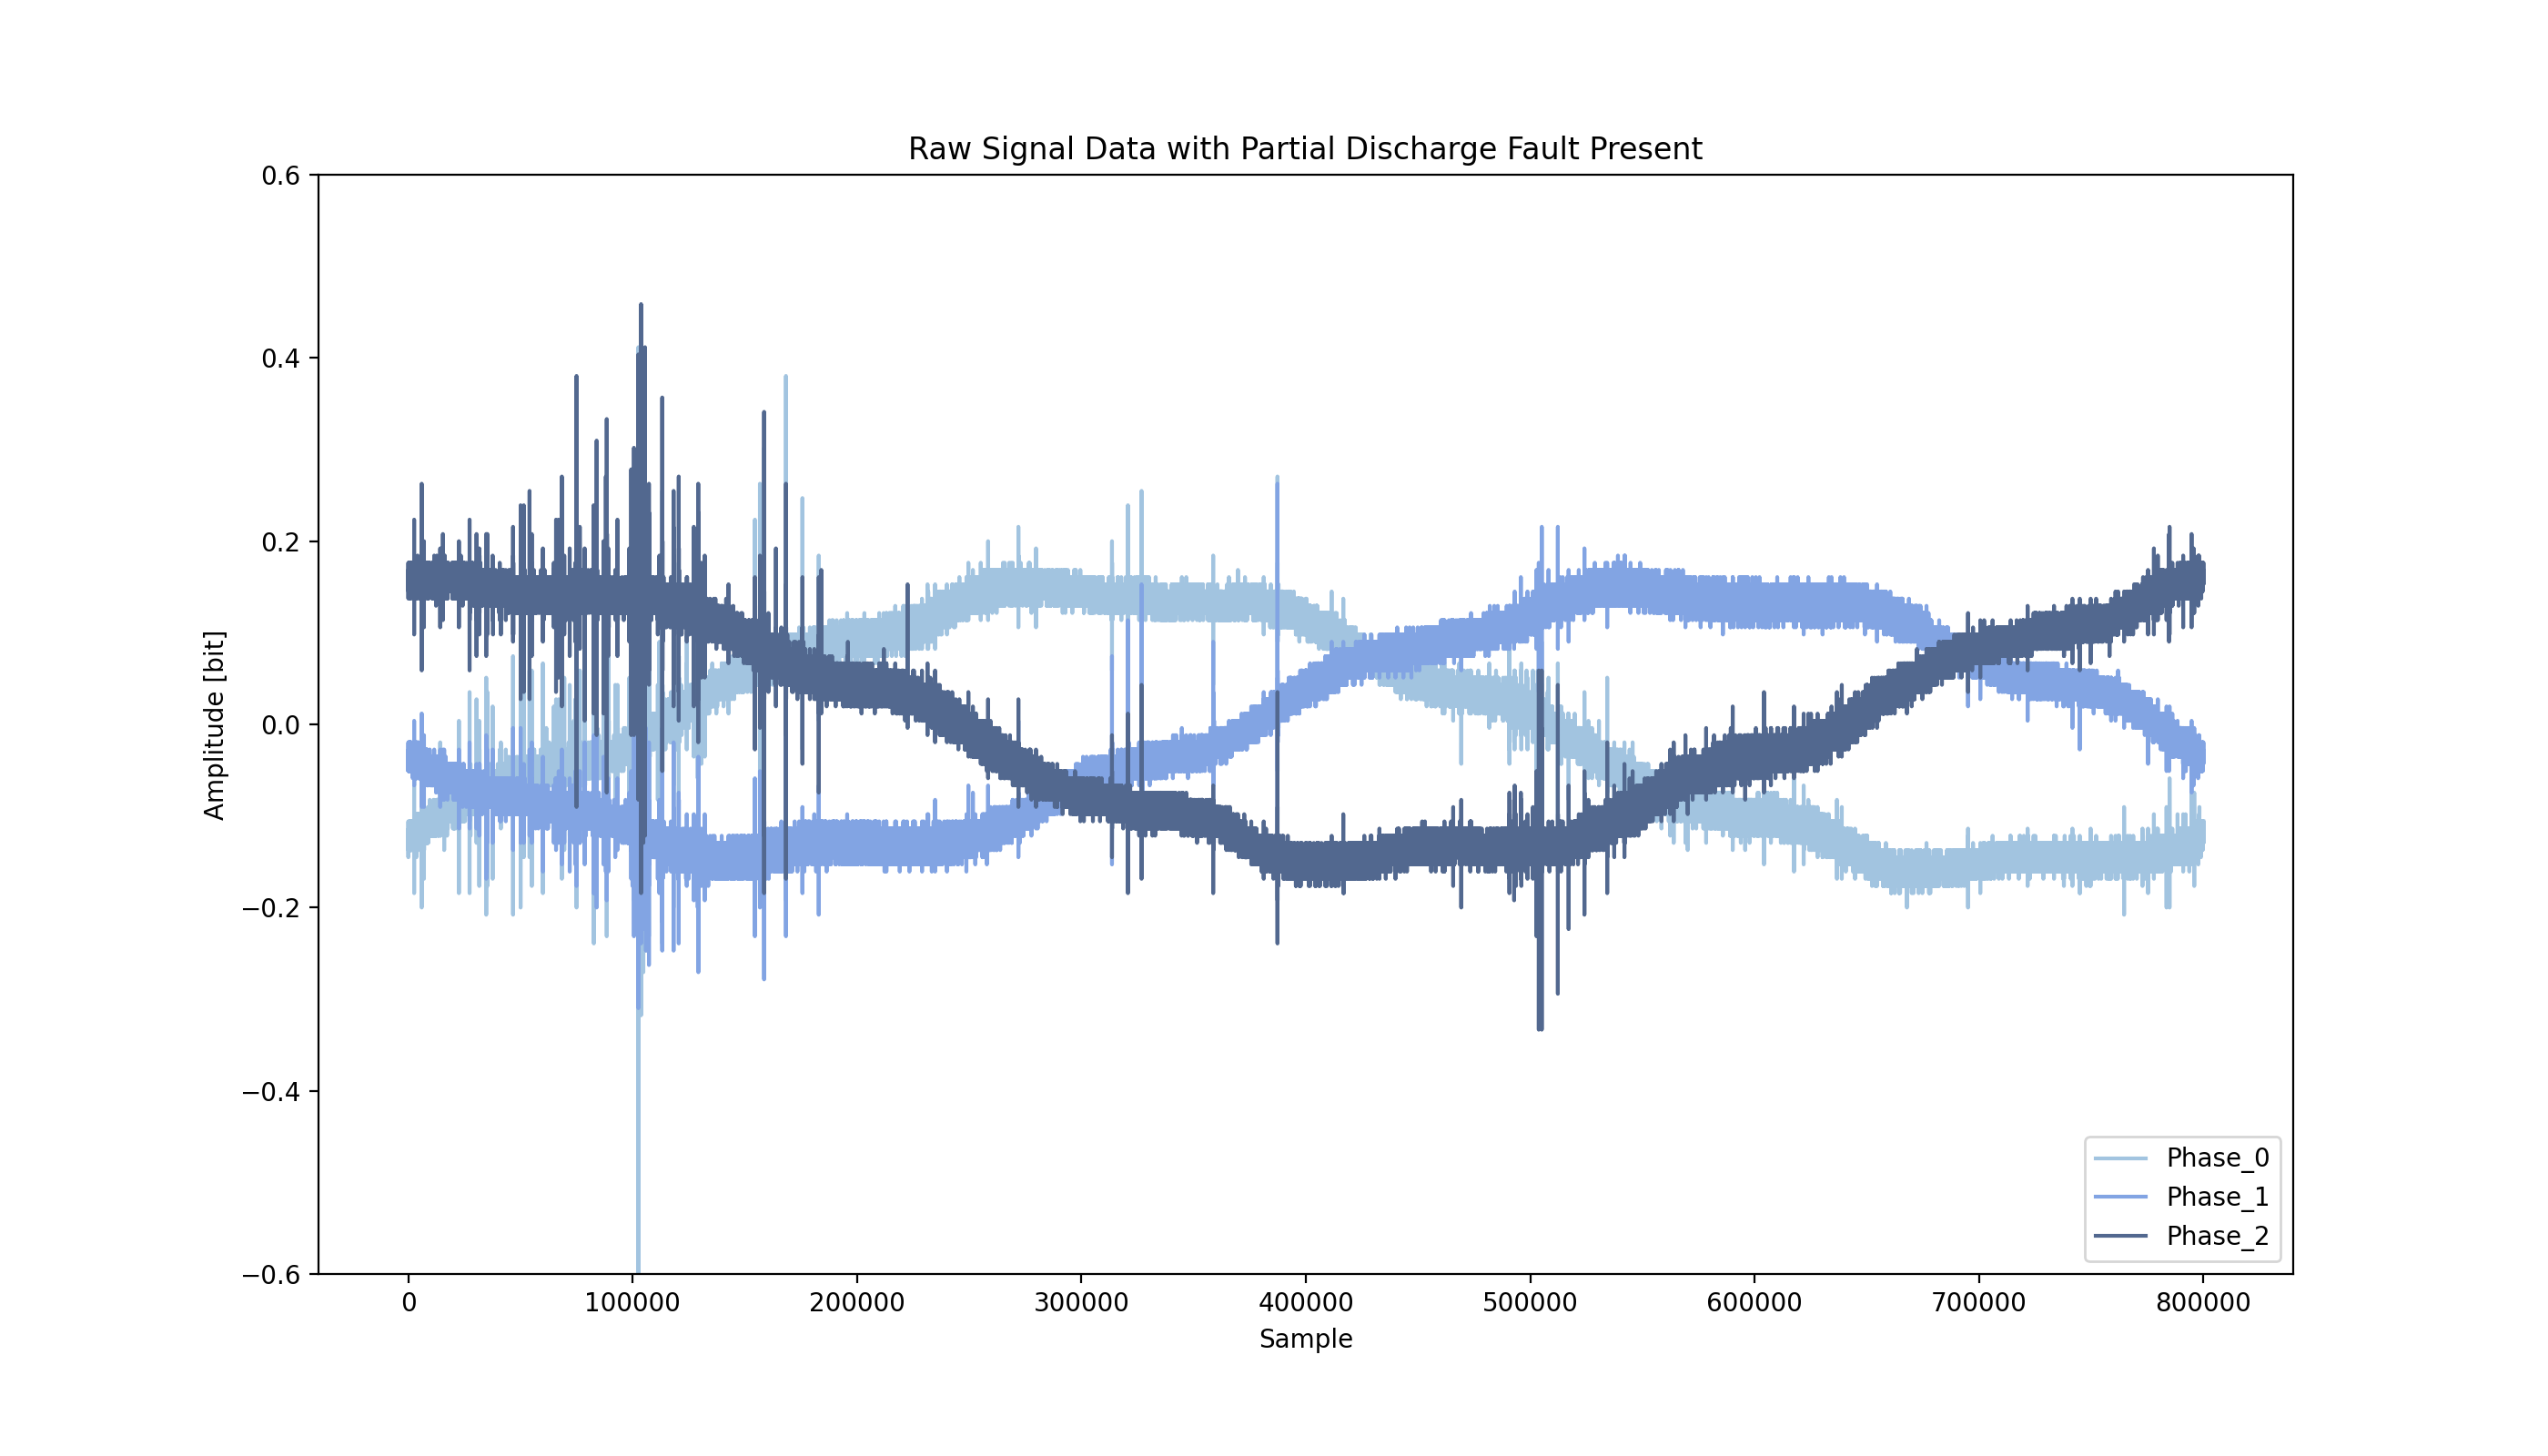 Raw Signal Data with Partial Discharge Fault Present
0.6
0.4
0.2
0.0
−0.2
−0.4
−0.6
Amplitude [bit]
0 100000 200000 300000 400000 500000 600000 700000 800000
Sample
Phase_0
Phase_1
Phase_2